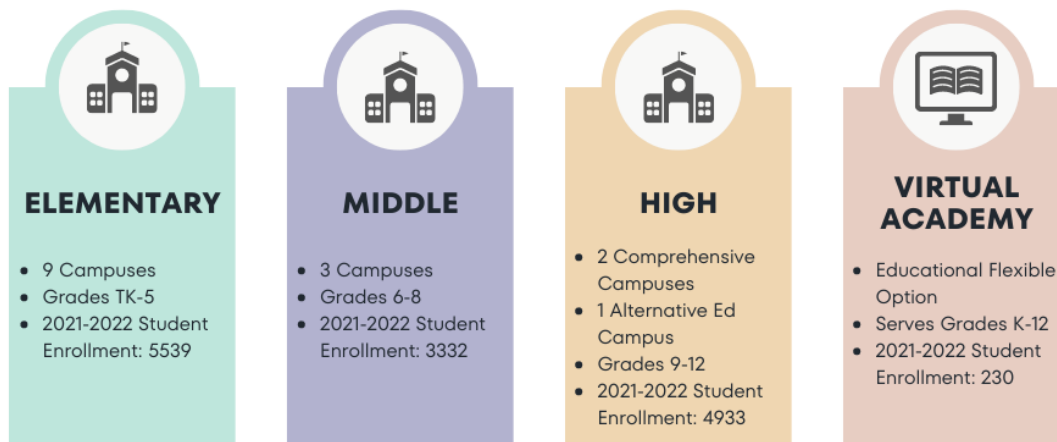 ELEMENTARY
• 9 Campuses
• Grades TK-5
• 2021-2022 Student
Enrollment: 5539
MIDDLE
• 3 Campuses
• Grades 6-8
• 2021-2022 Student
Enrollment: 3332
HIGH
• 2 Comprehensive
Campuses
• 1 Alternative Ed
Campus
• Grades 9-12
• 2021-2022 Student
Enrollment: 4933
VIRTUAL
ACADEMY
• Educational Flexible
Option
• Serves Grades K-12
• 2021-2022 Student
Enrollment: 230